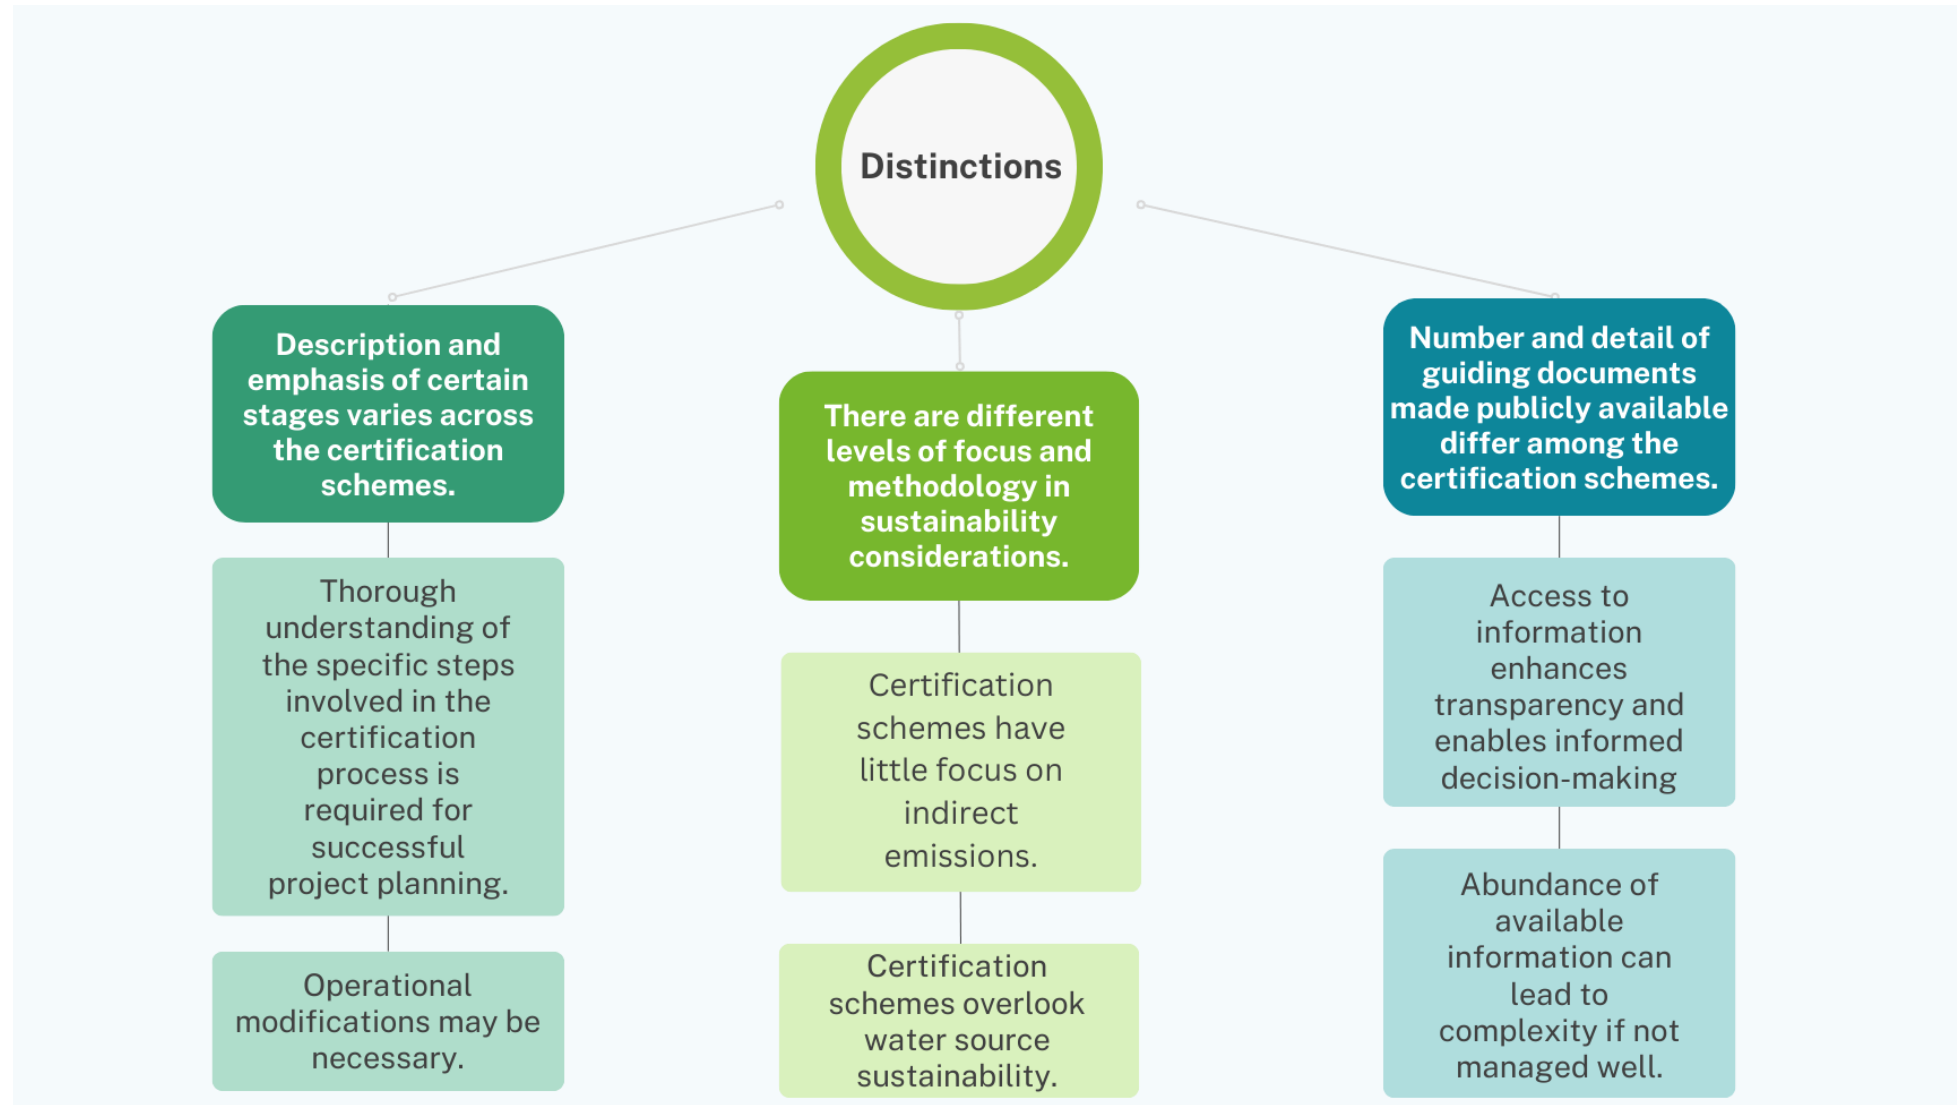 Distinctions
Description and
emphasis of certain
stages varies across
the certification
schemes.
Thorough
understanding of
the specific steps
involved in the
certification
process is
required for
successful
project planning.
Operational
modifications may be
necessary.
There are different
levels of focus and
methodology in
sustainability
considerations.
Certification
schemes have
little focus on
indirect
emissions.
Certification
schemes overlook
water source
sustainability.
Number and detail of
guiding documents
made publicly available
differ among the
certification schemes.
Access to
information
enhances
transparency and
enables informed
decision-making
Abundance of
available
information can
lead to
complexity if not
managed well.